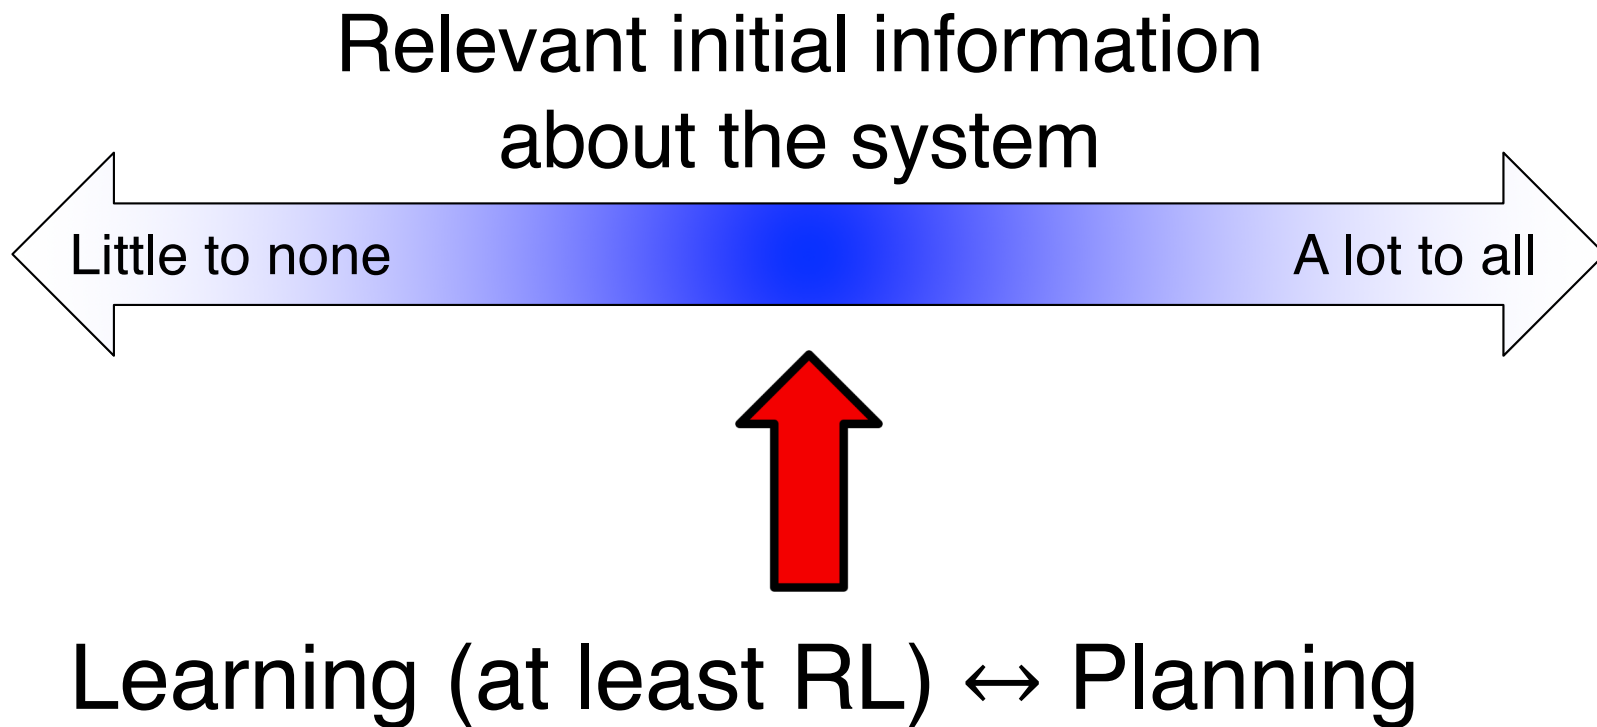 Relevant initial information
about the system
Little to none
A lot to all
Learning (at least RL) ↔ Planning